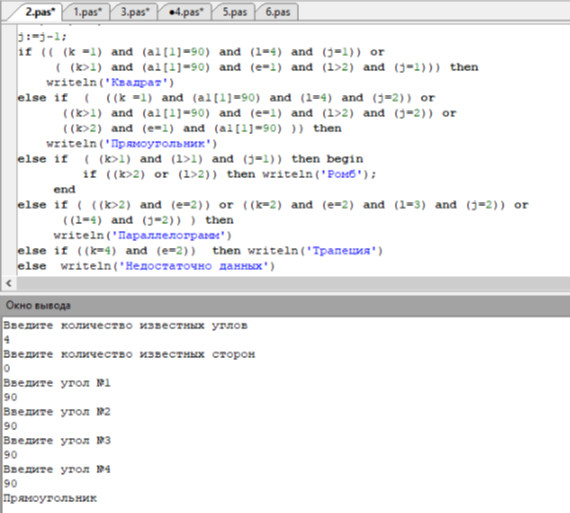 2.pas* 1.pas* 3.pas* ●4.pas* 5.pas 6.pas
j:=j-1;
if (( (k =1) and (a1[1]=90) and (l=4) and (j=1)) or
( (k>1) and (a1[1]=90) and (e=1) and (l>2) and (j=1))) then
writeln('Квадрат')
else if ( ((k =1) and (a1[1]=90) and (l=4) and (j=2)) or
((k>1) and (a1[1]=90) and (e=1) and (l>2) and (j=2)) or
((k>2) and (e=1) and (a1[1]=90) )) then
writeln('Прямоугольник')
else if ( (k>1) and (l>1) and (j=1)) then begin
if ((k>2) or (l>2)) then writeln('Ромб');
end
else if ( ((k>2) and (e=2)) or ((k=2) and (e=2) and (l=3) and (j=2)) or
((l=4) and (j=2)) ) then
writeln('Параллелограмм')
else if ((k=4) and (e=2)) then writeln('Трапеция')
else writeln('Недостаточно данных')
Окно вывода
Введите количество известных углов
4
Введите количество известных сторон
0
Введите угол №1
90
Введите угол №2
90
Введите угол №3
90
Введите угол №4
90
Прямоугольник